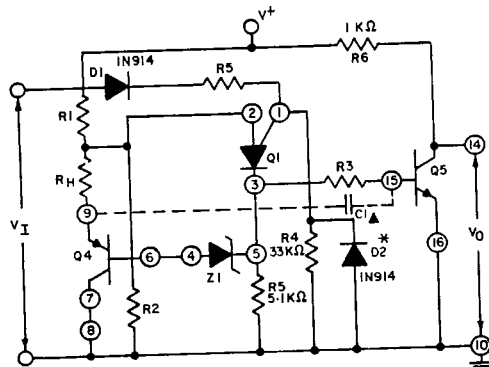 V+
1 KΩ
R6
D1
1N914
R5
R1
2
1
14
Q1
Q5
RH
R3
3
15
9
C1
VI
Q4
6
4
5
Z1
R4
33KΩ
D2
*
1N914
16
VO
7
R2
R5
5.1KΩ
8
10